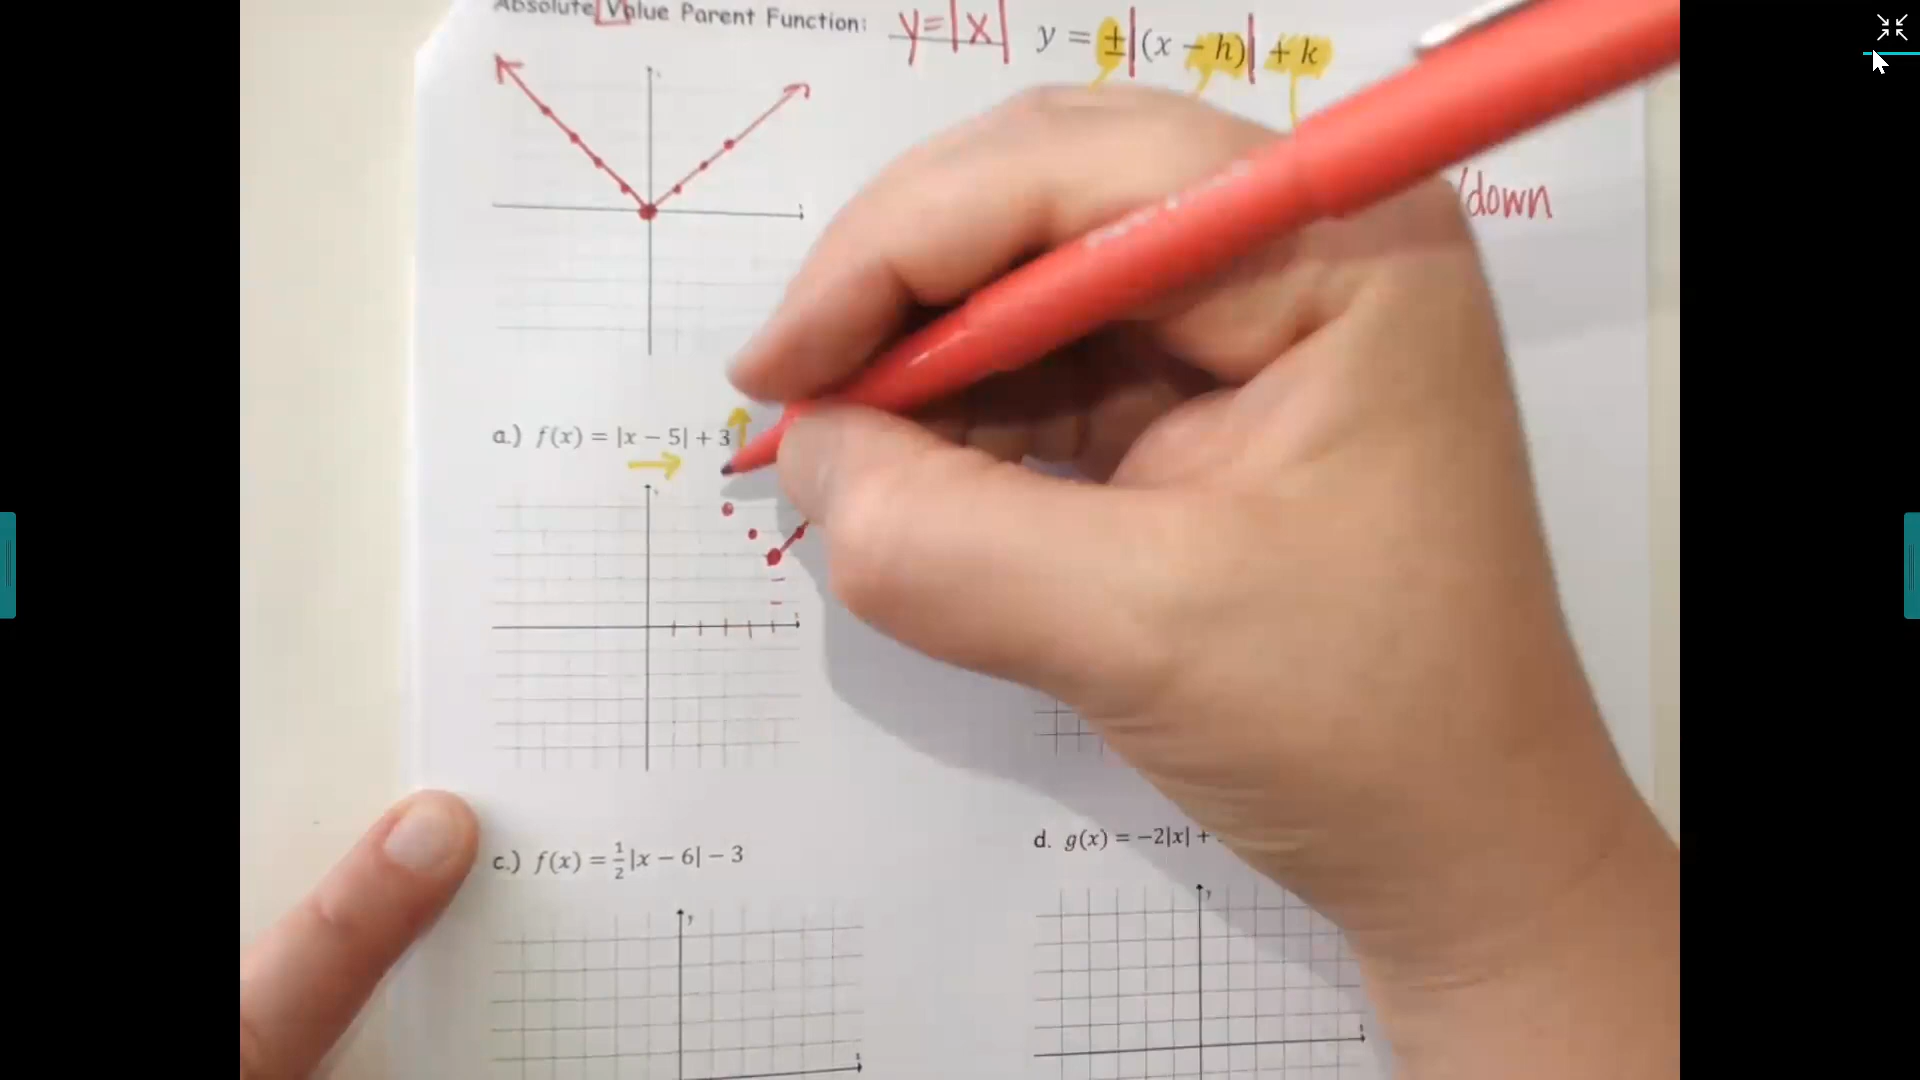 Absolute Value Parent Function: y=|x| y = ±|(x − h)| + k
/down
a.) f(x) = |x − 5| + 3
y
c.) f(x) = 1/2|x − 6| − 3
d. g(x) = −2|x| +
y
y